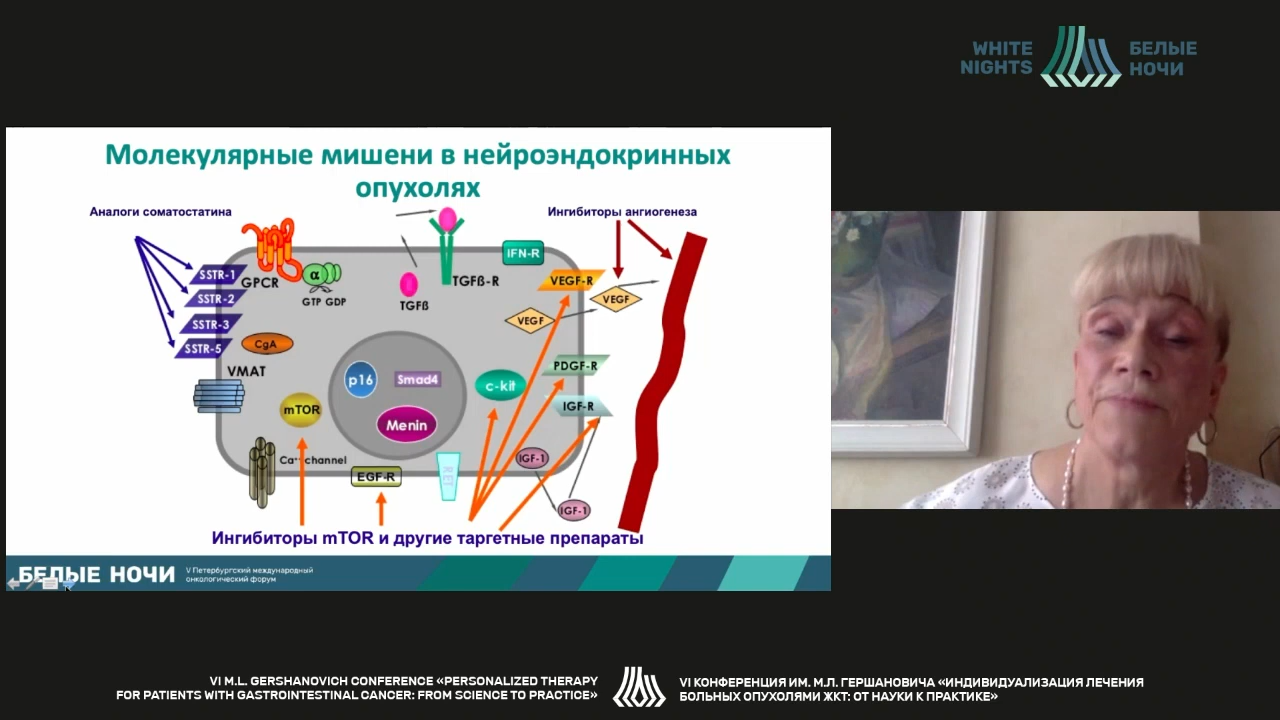 WHITE
NIGHTS
БЕЛЫЕ
НОЧИ
Молекулярные мишени в нейроэндокринных
опухолях
Аналоги соматостатина
Ингибиторы ангиогенеза
SSTR-1
SSTR-2
SSTR-3
SSTR-5
GPCR
α
GTP GDP
TGFß
TGFß-R
IFN-R
VEGF-R
VEGF
VEGF
CgA
VMAT
mTOR
p16
Smad4
Menin
c-kit
PDGF-R
IGF-R
IGF-1
IGF-1
Ca++channel
EGF-R
Ингибиторы mTOR и другие таргетные препараты
БЕЛЫЕ НОЧИ
V Петербургский международный
онкологический форум
VI M.L. GERSHANOVICH CONFERENCE «PERSONALIZED THERAPY
FOR PATIENTS WITH GASTROINTESTINAL CANCER: FROM SCIENCE TO PRACTICE»
VI КОНФЕРЕНЦИЯ ИМ. М.Л. ГЕРШАНОВИЧА «ИНДИВИДУАЛИЗАЦИЯ ЛЕЧЕНИЯ
БОЛЬНЫХ ОПУХОЛЯМИ ЖКТ: ОТ НАУКИ К ПРАКТИКЕ»